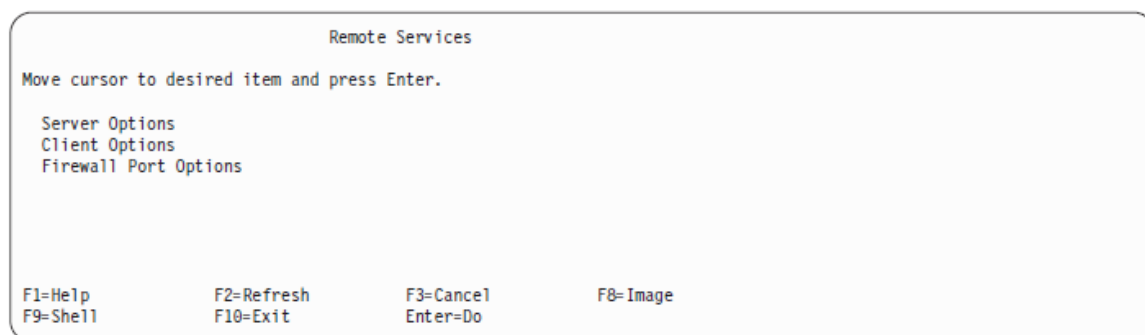 Remote Services
Move cursor to desired item and press Enter.
Server Options
Client Options
Firewall Port Options
F1=Help F2=Refresh F3=Cancel F8=Image
F9=Shell F10=Exit Enter=Do